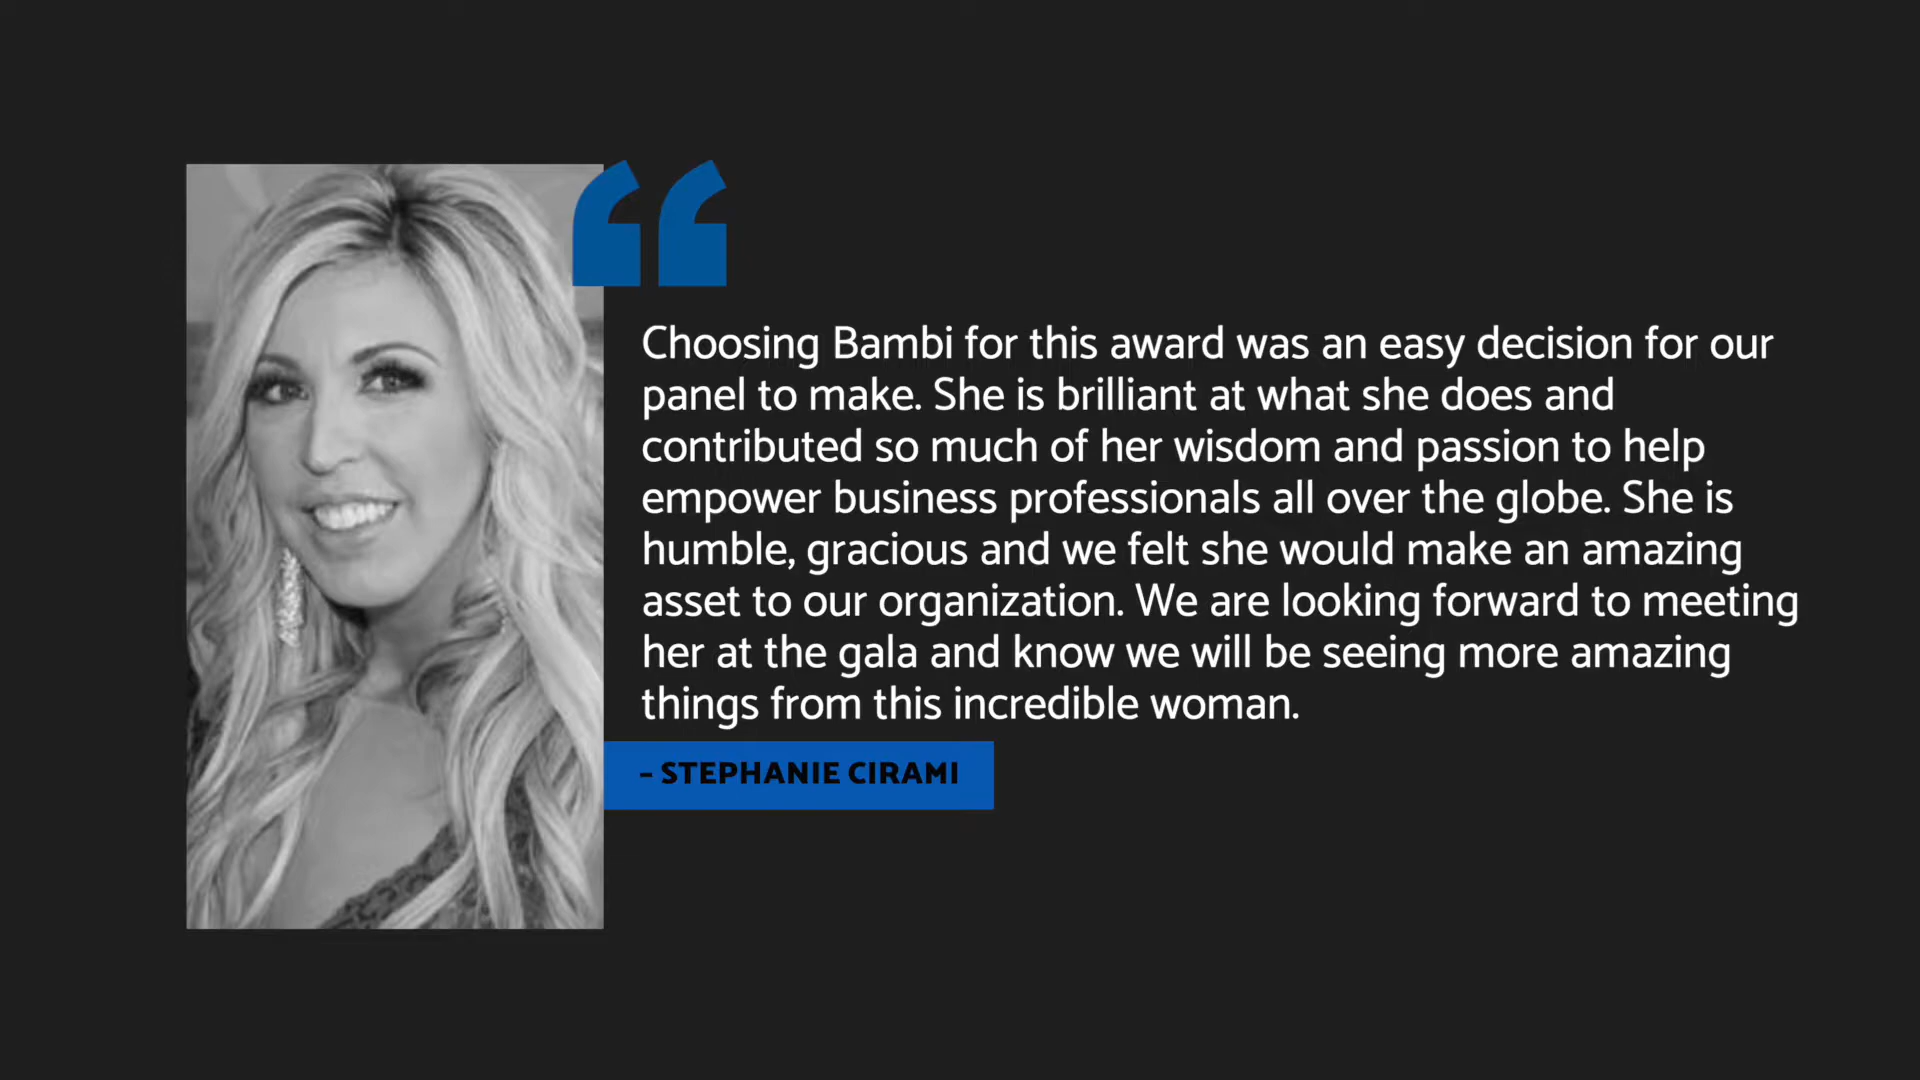 “
Choosing Bambi for this award was an easy decision for our
panel to make. She is brilliant at what she does and
contributed so much of her wisdom and passion to help
empower business professionals all over the globe. She is
humble, gracious and we felt she would make an amazing
asset to our organization. We are looking forward to meeting
her at the gala and know we will be seeing more amazing
things from this incredible woman.
– STEPHANIE CIRAMI